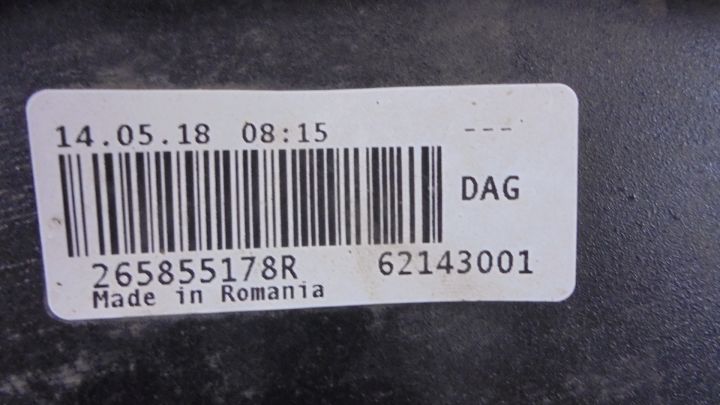 14.05.18 08:15 ---
DAG
265855178R 62143001
Made in Romania